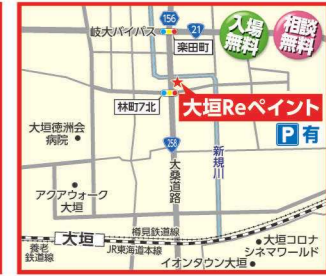 156
岐大バイパス
21
楽田町
入場
無料
相談
無料
林町7北
大垣Reペイント
P有
大垣徳洲会
病院
258
大桑道路
新規川
アクアウォーク
大垣
樽見鉄道線
大垣
養老
鉄道線
JR東海道本線
大垣コロナ
シネマワールド
イオンタウン大垣